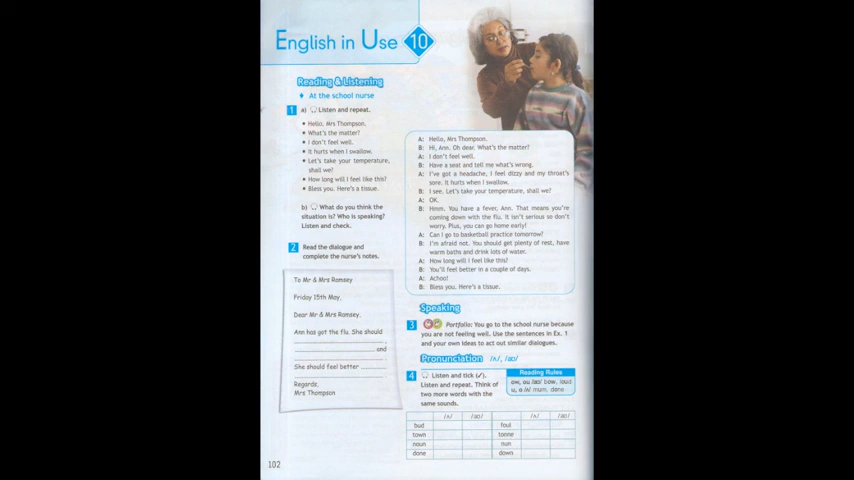 English in Use 10
Reading & Listening
♦ At the school nurse
1 a) Listen and repeat.
• Hello, Mrs Thompson.
• What's the matter?
• I don't feel well.
• It hurts when I swallow.
• Let's take your temperature,
shall we?
• How long will I feel like this?
• Bless you. Here's a tissue.
b) What do you think the
situation is? Who is speaking?
Listen and check.
2 Read the dialogue and
complete the nurse's notes.
To Mr & Mrs Ramsey
Friday 15th May,
Dear Mr & Mrs Ramsey,
Ann has got the flu. She should
,
and
.
She should feel better
.
Regards,
Mrs Thompson
A: Hello, Mrs Thompson.
B: Hi, Ann. Oh dear. What's the matter?
A: I don't feel well.
B: Have a seat and tell me what's wrong.
A: I've got a headache, I feel dizzy and my throat's
sore. It hurts when I swallow.
B: I see. Let's take your temperature, shall we?
A: OK.
B: Hmm. You have a fever, Ann. That means you're
coming down with the flu. It isn't serious so don't
worry. Plus, you can go home early!
A: Can I go to basketball practice tomorrow?
B: I'm afraid not. You should get plenty of rest, have
warm baths and drink lots of water.
A: How long will I feel like this?
B: You'll feel better in a couple of days.
A: Achoo!
B: Bless you. Here's a tissue.
Speaking
3 Portfolio: You go to the school nurse because
you are not feeling well. Use the sentences in Ex. 1
and your own ideas to act out similar dialogues.
Pronunciation /ʌ/, /aʊ/
4 Listen and tick (✓).
Listen and repeat. Think of
two more words with the
same sounds.
Reading Rules
ow, ou /aʊ/ bow, loud
u, o /ʌ/ mum, done
/ʌ/ /aʊ/ /ʌ/ /aʊ/
bud foul
town tonne
noun nun
done down
102